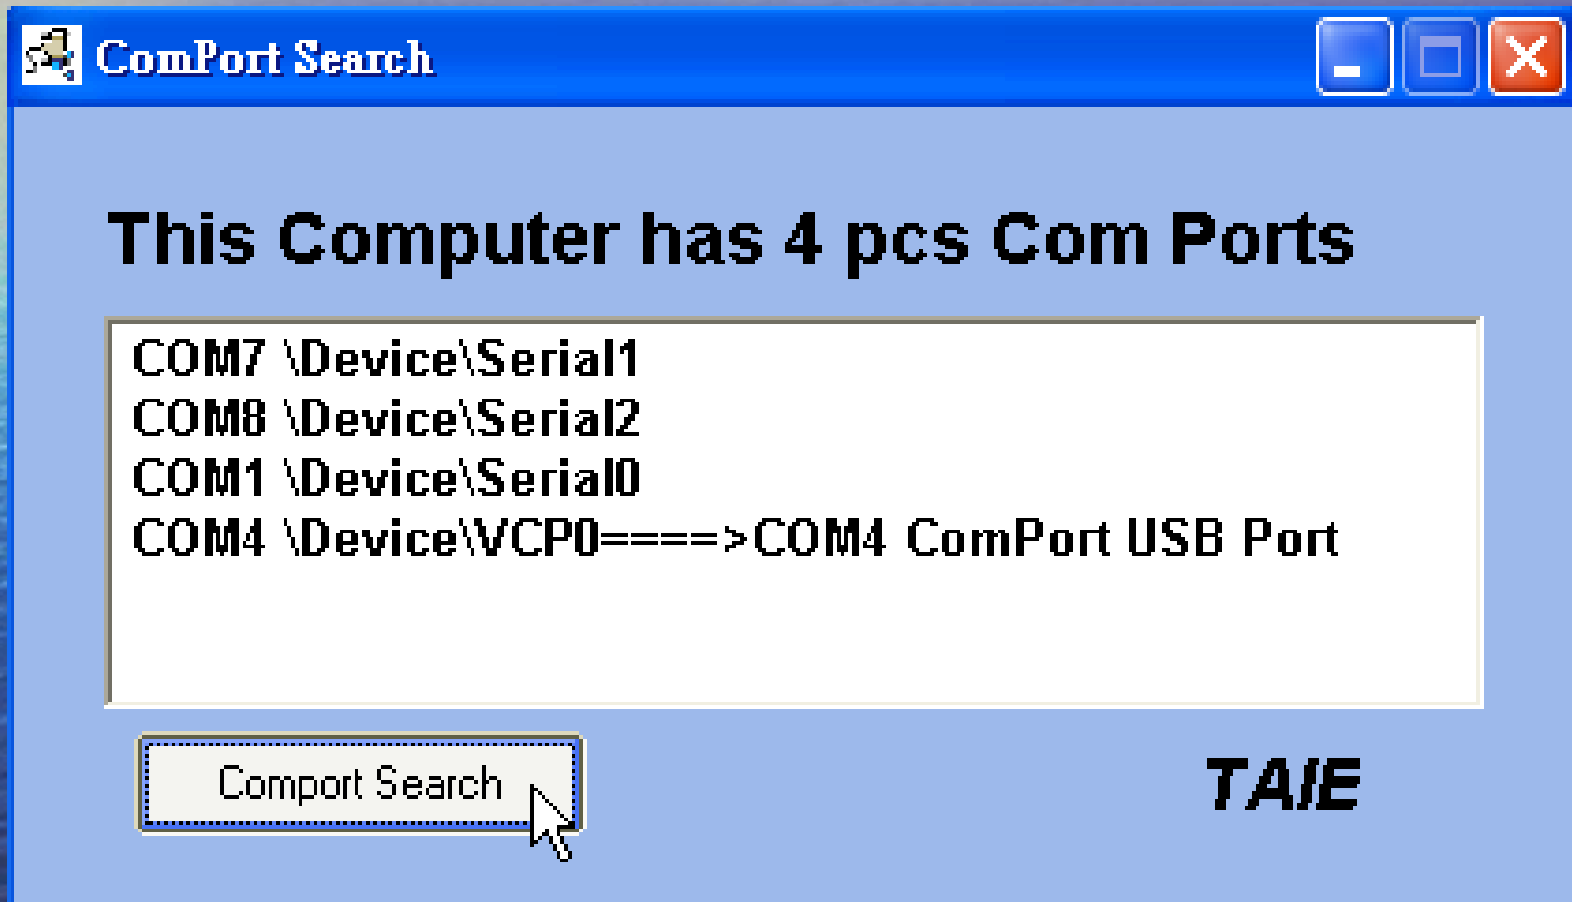 ComPort Search
This Computer has 4 pcs Com Ports
COM7 \Device\Serial1
COM8 \Device\Serial2
COM1 \Device\Serial0
COM4 \Device\VCP0====>COM4 ComPort USB Port
Comport Search
TAIE